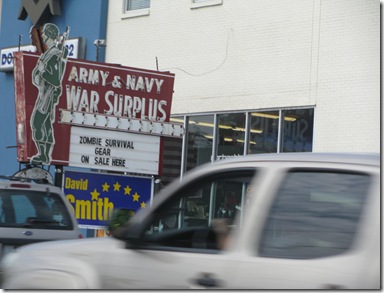 ARMY & NAVY
WAR SURPLUS
ZOMBIE SURVIVAL
GEAR
ON SALE HERE
David
Smith